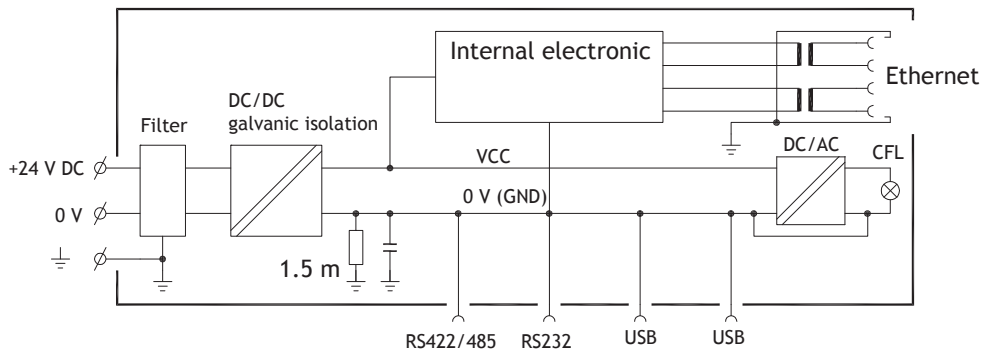 Internal electronic
Ethernet
DC/DC
galvanic isolation
Filter
DC/AC
CFL
+24 V DC
VCC
0 V
0 V (GND)
1.5 m
RS422/485
RS232
USB
USB